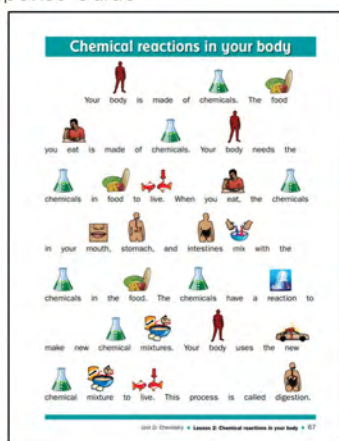 Chemical reactions in your body
Your body is made of chemicals. The food
you eat is made of chemicals. Your body needs the
chemicals in food to live. When you eat, the chemicals
in your mouth, stomach, and intestines mix with the
chemicals in the food. The chemicals have a reaction to
make new chemical mixtures. Your body uses the new
chemical mixture to live. This process is called digestion.
Unit 2: Chemistry • Lesson 2: Chemical reactions in your body • 67